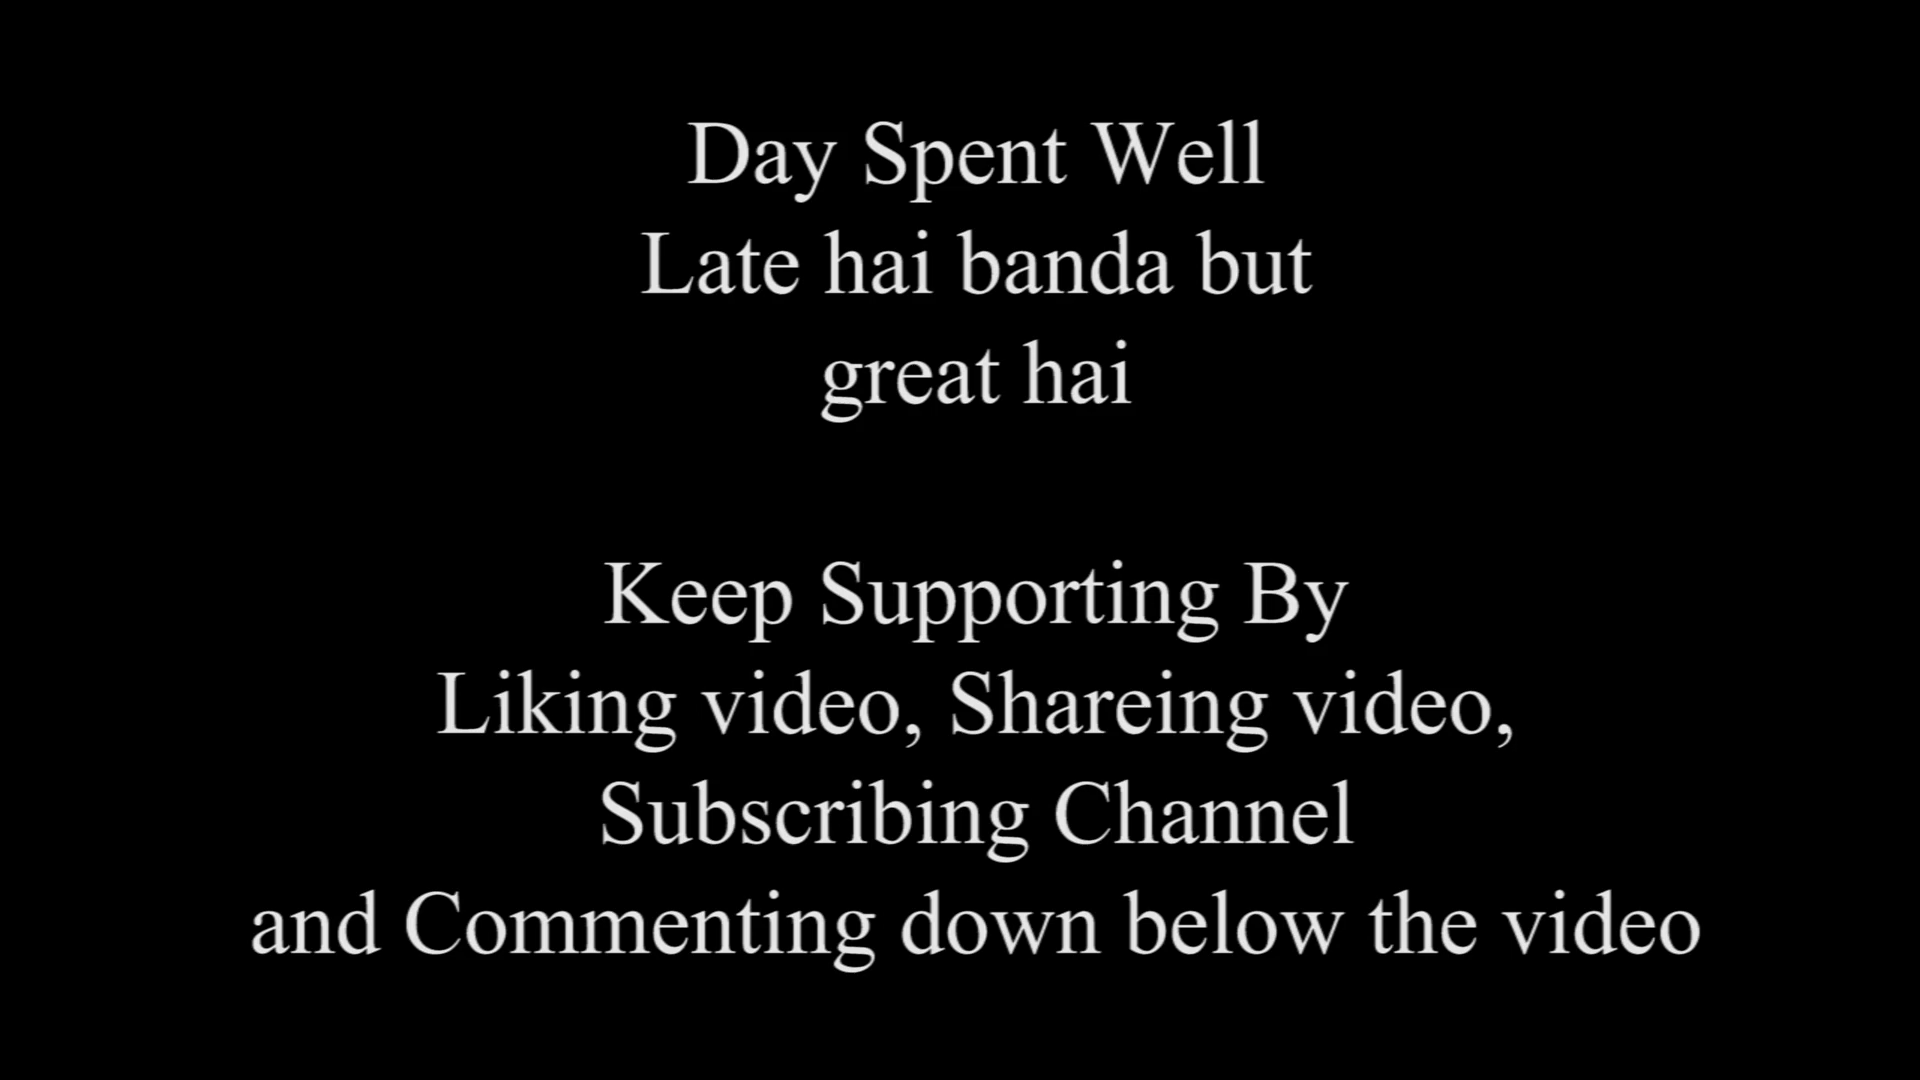 Day Spent Well
Late hai banda but
great hai
Keep Supporting By
Liking video, Shareing video,
Subscribing Channel
and Commenting down below the video